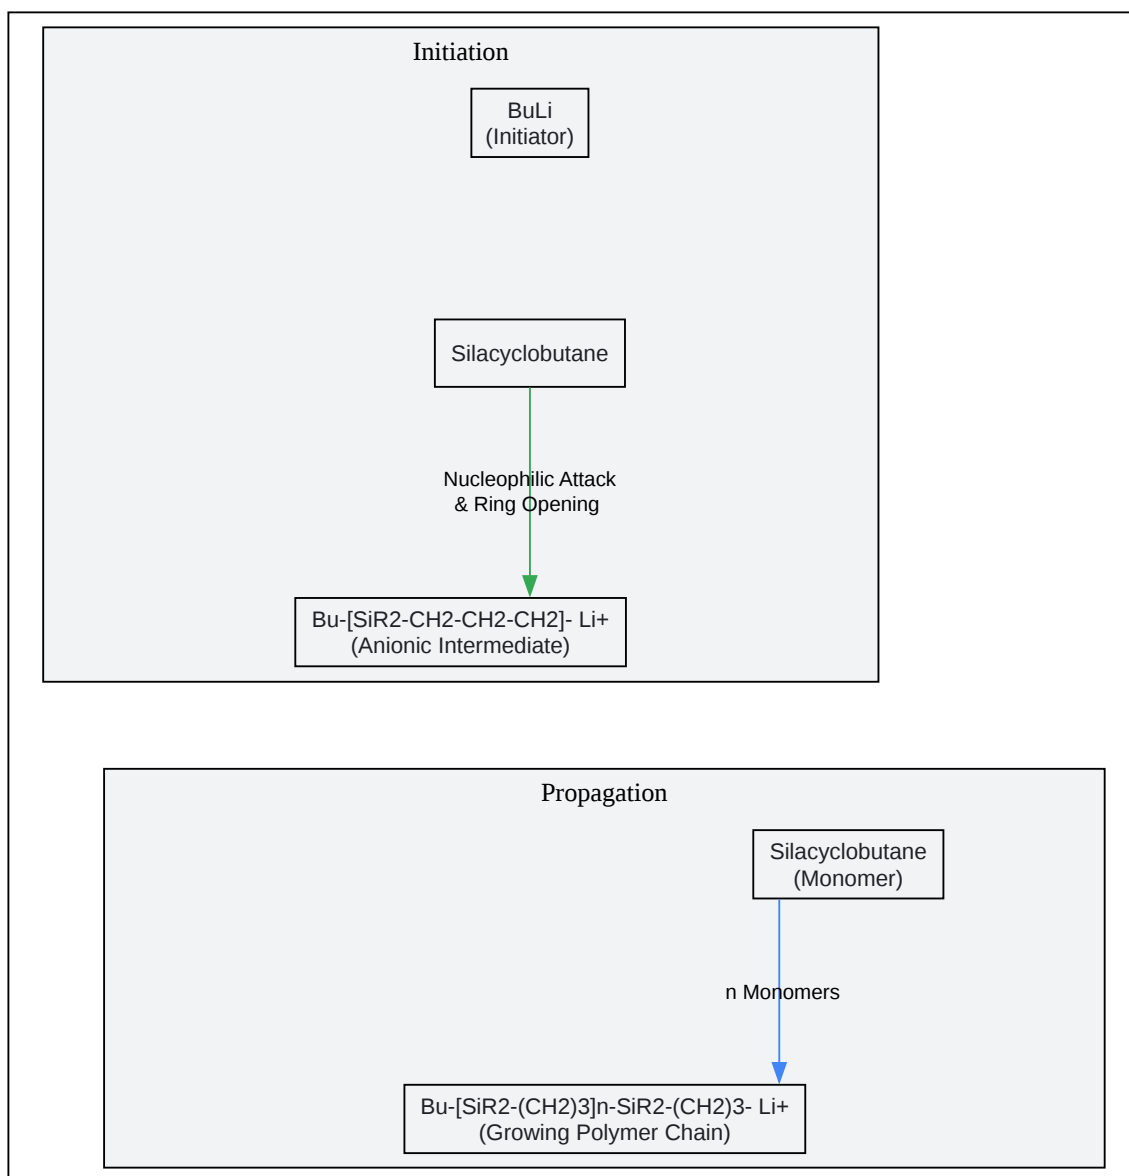 Initiation
BuLi
(Initiator)
Silacyclobutane
Nucleophilic Attack
& Ring Opening
Bu-[SiR2-CH2-CH2-CH2]- Li+
(Anionic Intermediate)
Propagation
Silacyclobutane
(Monomer)
n Monomers
Bu-[SiR2-(CH2)3]n-SiR2-(CH2)3- Li+
(Growing Polymer Chain)